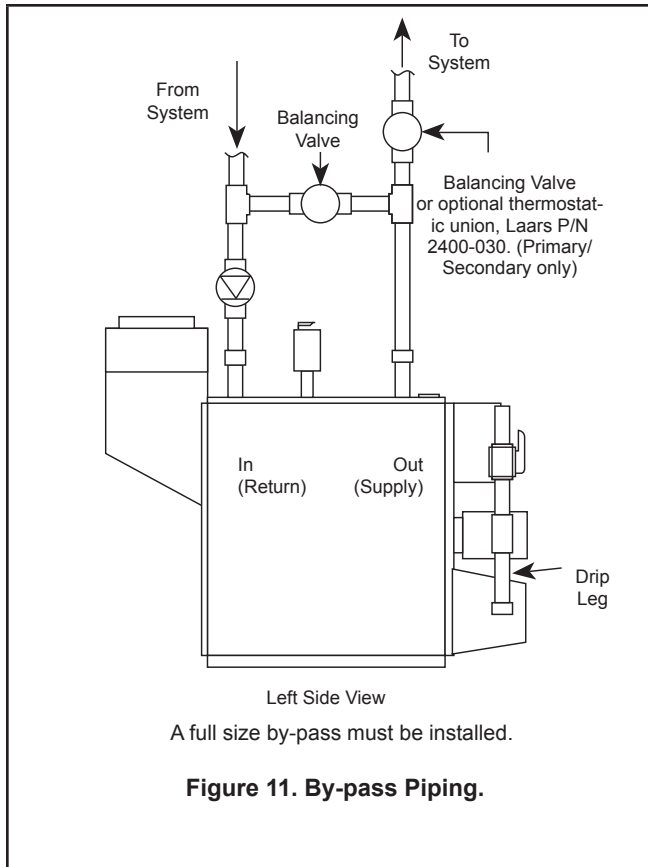 To
System
From
System
Balancing
Valve
Balancing Valve
or optional thermostat-
ic union, Laars P/N
2400-030. (Primary/
Secondary only)
In
(Return)
Out
(Supply)
Drip
Leg
Left Side View
A full size by-pass must be installed.
Figure 11. By-pass Piping.